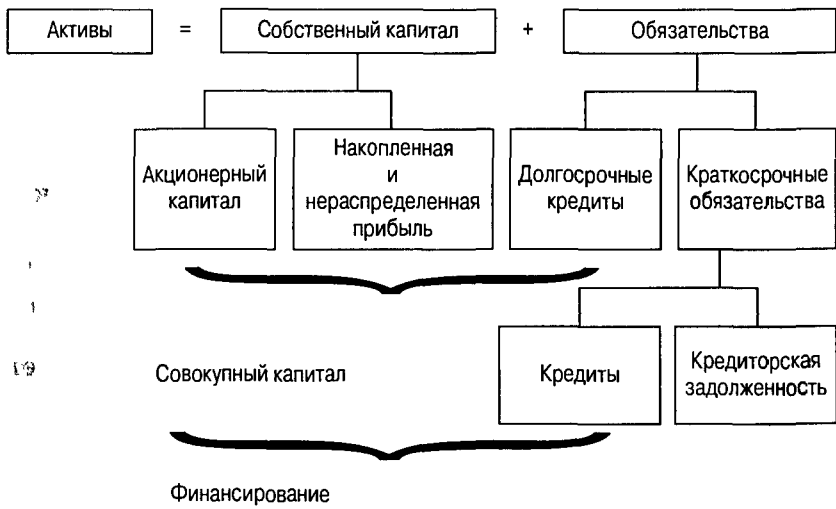 Активы = Собственный капитал + Обязательства
Акционерный
капитал
Накопленная
и
нераспределенная
прибыль
Долгосрочные
кредиты
Краткосрочные
обязательства
Совокупный капитал
Кредиты
Кредиторская
задолженность
Финансирование